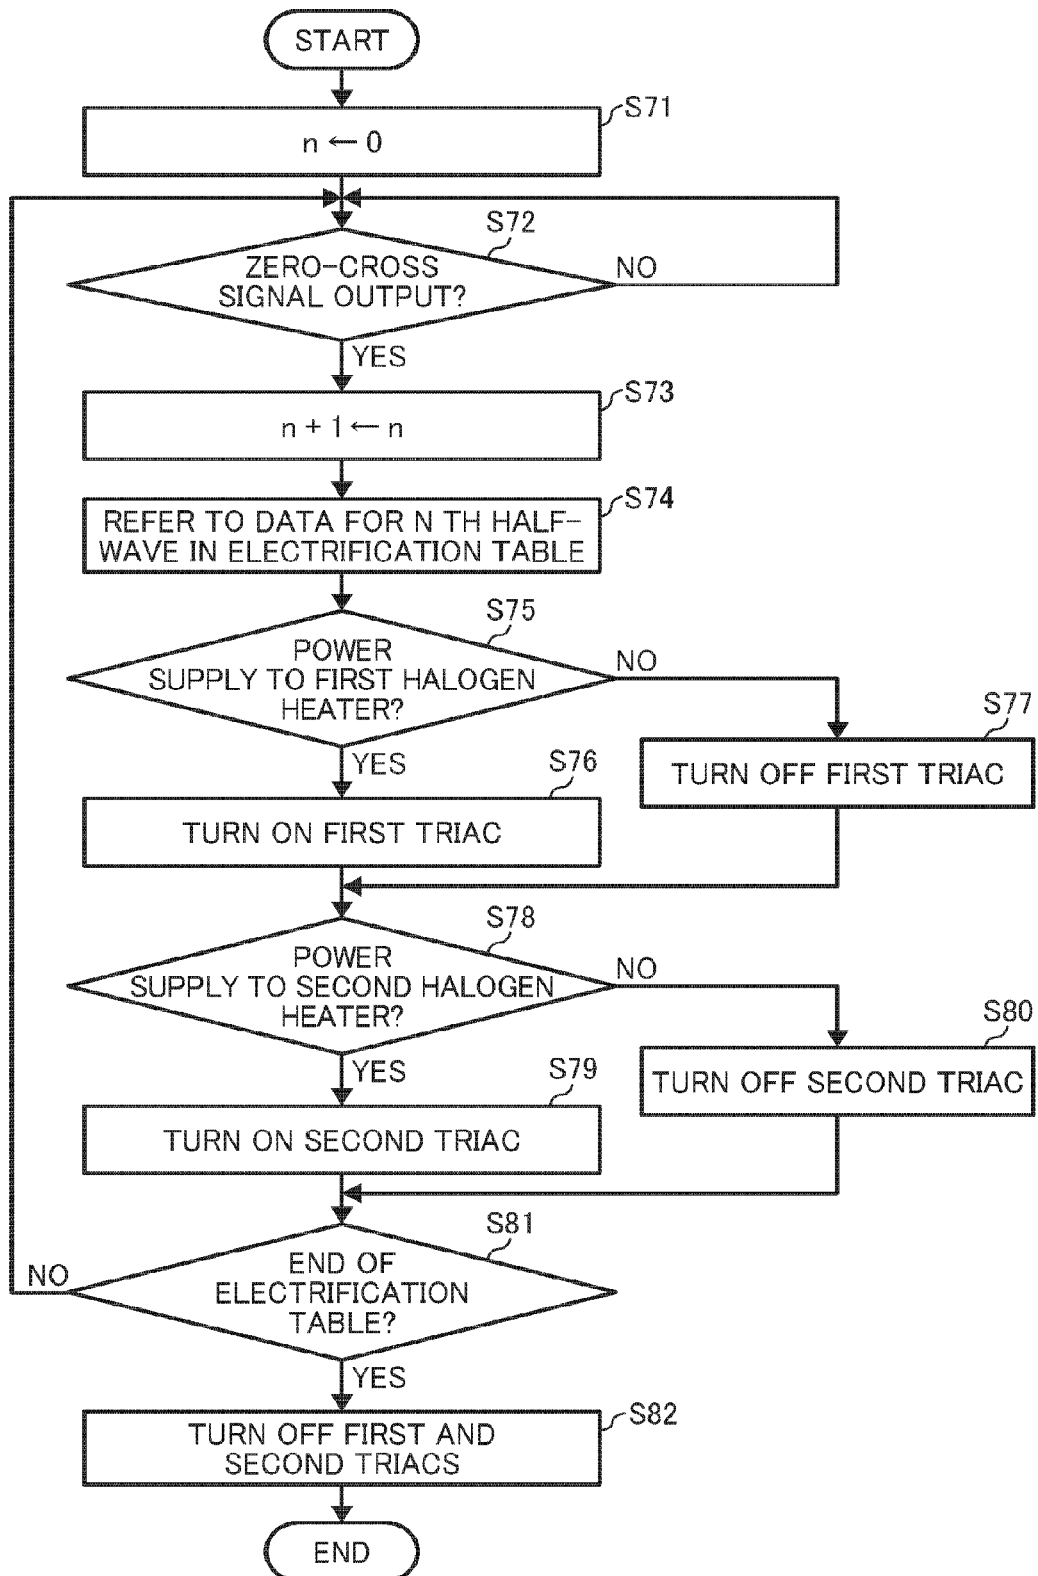 START
S71
n ← 0
S72
ZERO-CROSS
SIGNAL OUTPUT?
NO
YES
S73
n + 1 ← n
S74
REFER TO DATA FOR N TH HALF-
WAVE IN ELECTRIFICATION TABLE
S75
POWER
SUPPLY TO FIRST HALOGEN
HEATER?
NO
YES
S77
TURN OFF FIRST TRIAC
S76
TURN ON FIRST TRIAC
S78
POWER
SUPPLY TO SECOND HALOGEN
HEATER?
NO
YES
S80
TURN OFF SECOND TRIAC
S79
TURN ON SECOND TRIAC
S81
END OF
ELECTRIFICATION
TABLE?
NO
YES
S82
TURN OFF FIRST AND
SECOND TRIACS
END